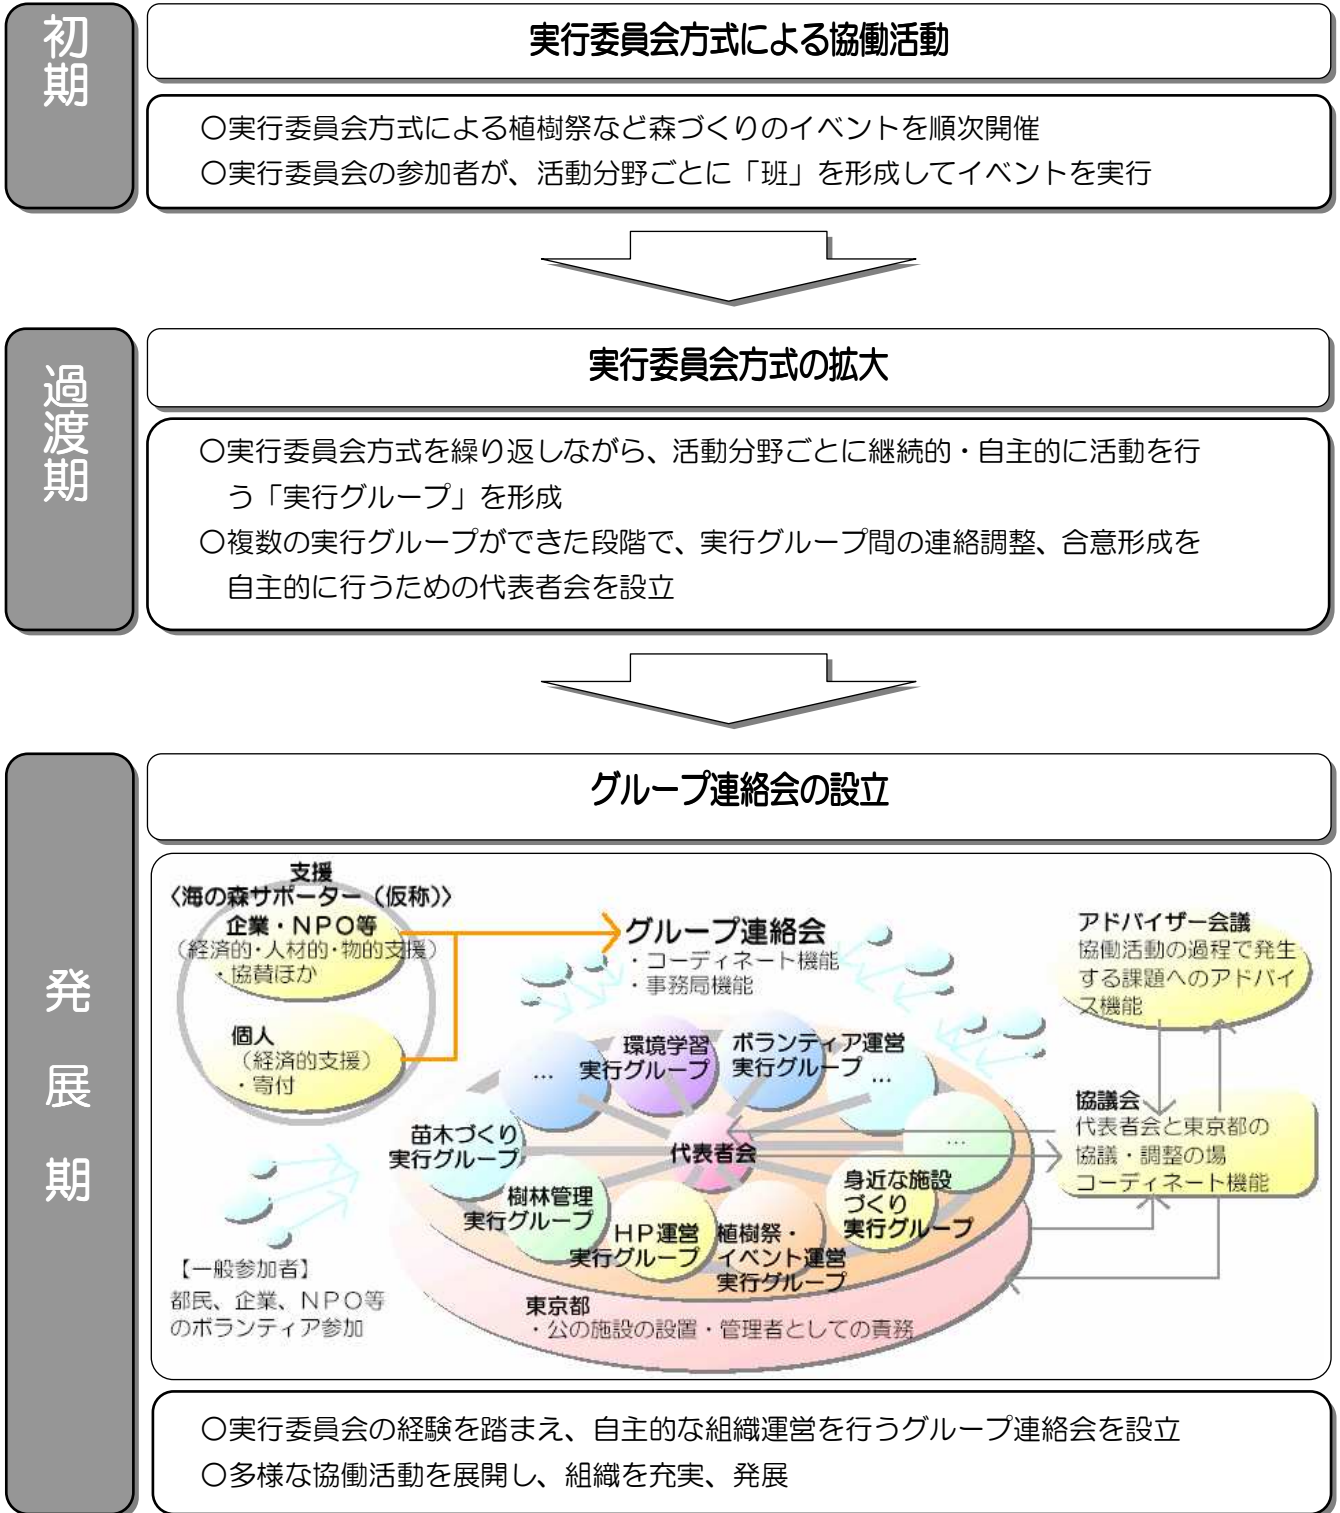 初期
実行委員会方式による協働活動
○実行委員会方式による植樹祭など森づくりのイベントを順次開催
○実行委員会の参加者が、活動分野ごとに「班」を形成してイベントを実行
過渡期
実行委員会方式の拡大
○実行委員会方式を繰り返しながら、活動分野ごとに継続的・自主的に活動を行
う「実行グループ」を形成
○複数の実行グループができた段階で、実行グループ間の連絡調整、合意形成を
自主的に行うための代表者会を設立
発展期
グループ連絡会の設立
支援
〈海の森サポーター（仮称）〉
企業・NPO等
（経済的・人材的・物的支援）
・協賛ほか
個人
（経済的支援）
・寄付
グループ連絡会
・コーディネート機能
・事務局機能
アドバイザー会議
協働活動の過程で発生
する課題へのアドバイ
ス機能
協議会
代表者会と東京都の
協議・調整の場
コーディネート機能
…
環境学習
実行グループ
ボランティア運営
実行グループ
…
…
苗木づくり
実行グループ
代表者会
樹林管理
実行グループ
HP運営
実行グループ
植樹祭・
イベント運営
実行グループ
身近な施設
づくり
実行グループ
東京都
・公の施設の設置・管理者としての責務
【一般参加者】
都民、企業、NPO等
のボランティア参加
○実行委員会の経験を踏まえ、自主的な組織運営を行うグループ連絡会を設立
○多様な協働活動を展開し、組織を充実、発展